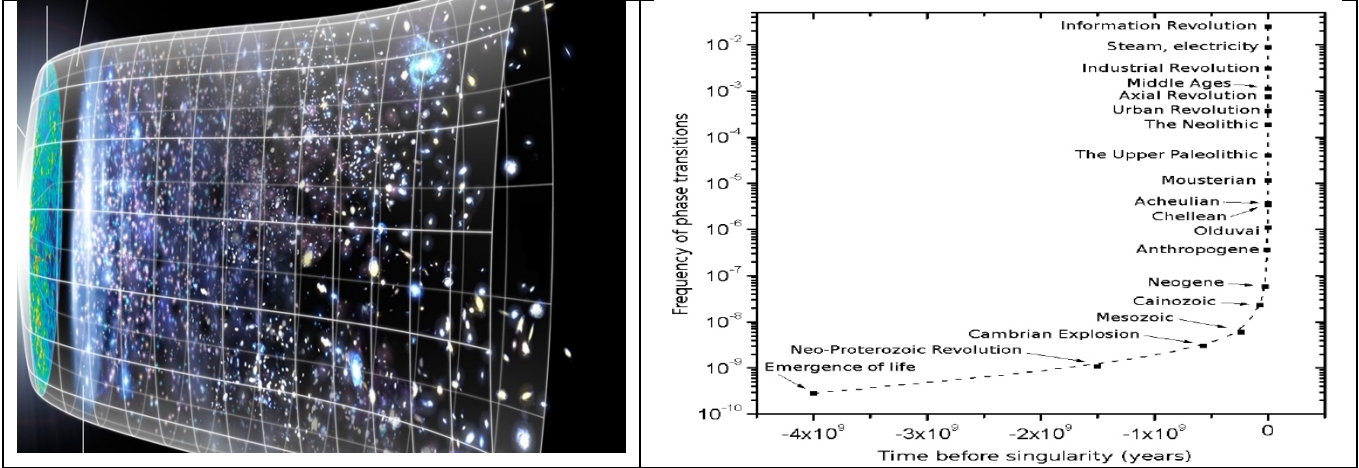 Information Revolution
10⁻²
Steam, electricity
Industrial Revolution
10⁻³
Middle Ages
Axial Revolution
Urban Revolution
10⁻⁴
The Neolithic
The Upper Paleolithic
10⁻⁵
Mousterian
Acheulian
Chellean
10⁻⁶
Olduvai
Anthropogene
10⁻⁷
Neogene
Cainozoic
10⁻⁸
Mesozoic
Cambrian Explosion
Neo-Proterozoic Revolution
10⁻⁹
Emergence of life
10⁻¹⁰
Frequency of phase transitions
-4x10⁹ -3x10⁹ -2x10⁹ -1x10⁹ 0
Time before singularity (years)